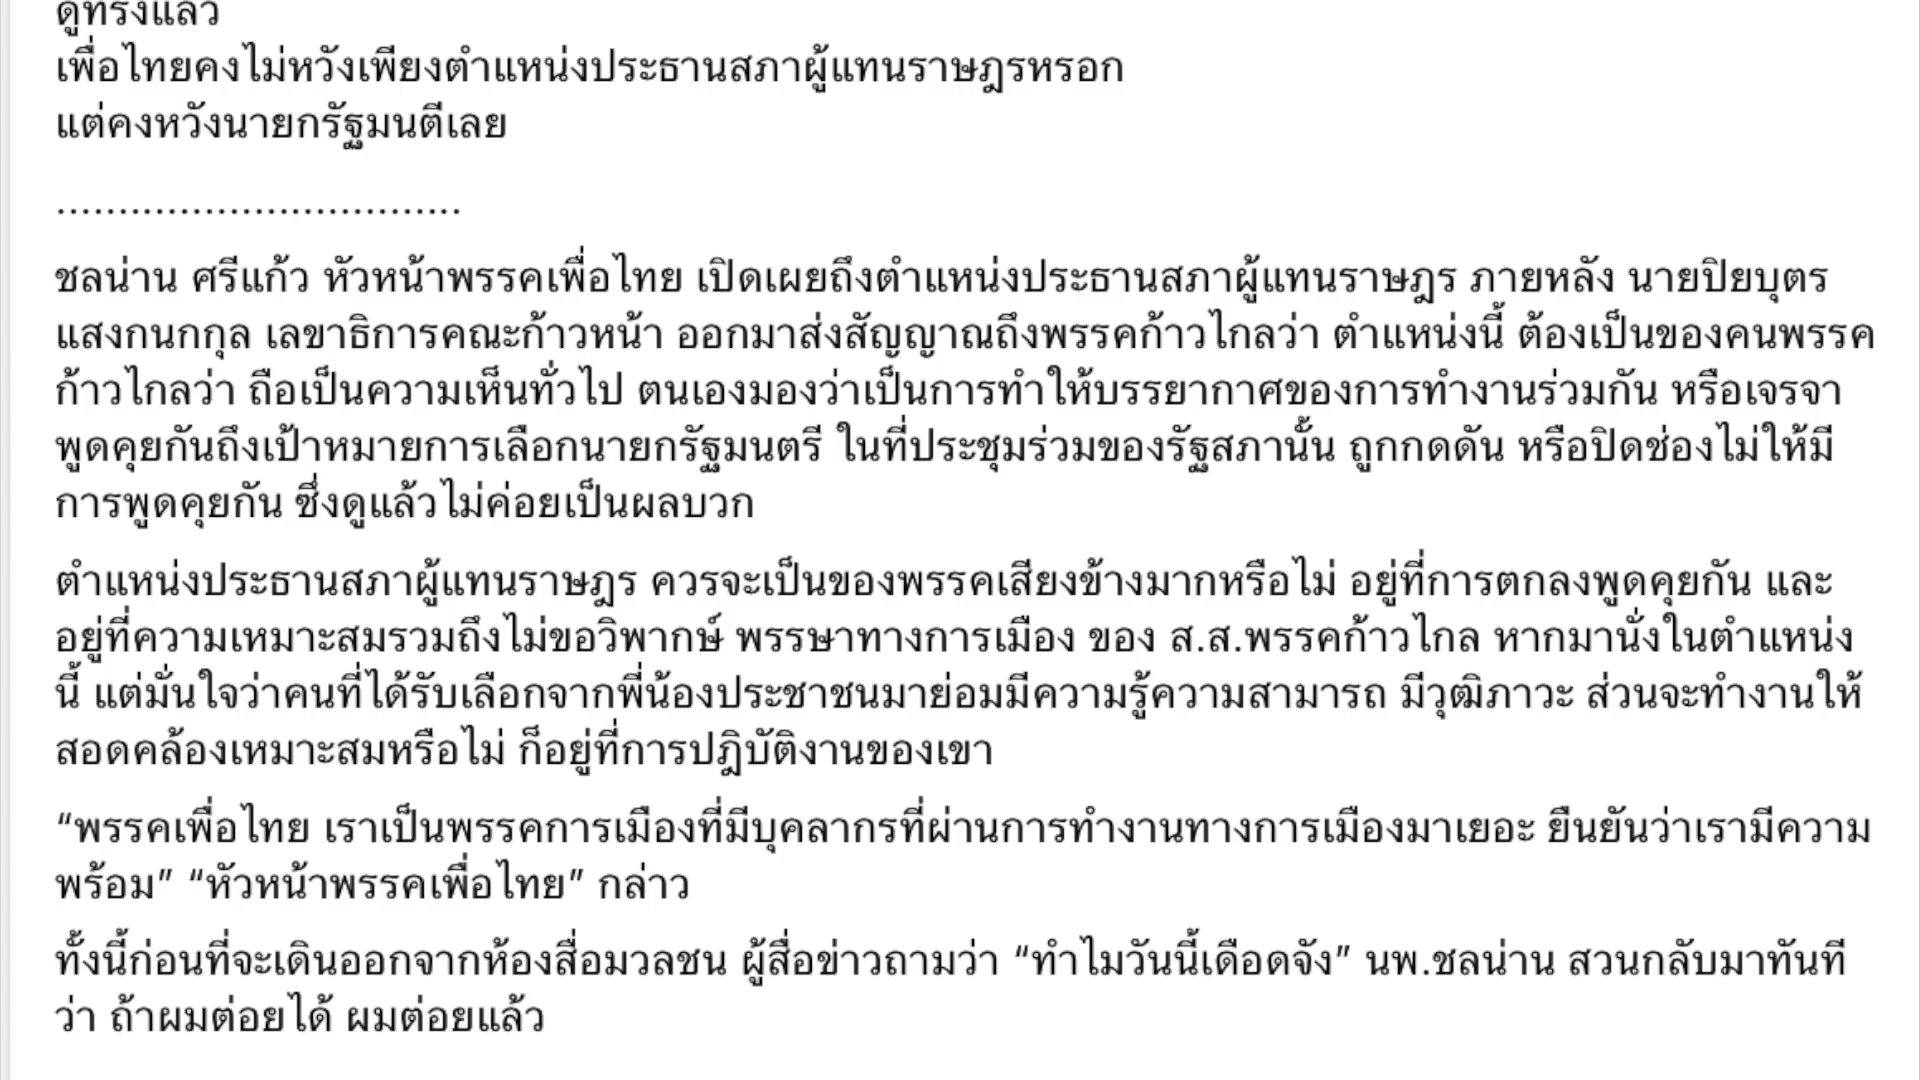 ดูทรงแล้ว
เพื่อไทยคงไม่หวังเพียงตำแหน่งประธานสภาผู้แทนราษฎรหรอก
แต่คงหวังนายกรัฐมนตีเลย
.................................
ชลน่าน ศรีแก้ว หัวหน้าพรรคเพื่อไทย เปิดเผยถึงตำแหน่งประธานสภาผู้แทนราษฎร ภายหลัง นายปิยบุตร
แสงกนกกุล เลขาธิการคณะก้าวหน้า ออกมาส่งสัญญาณถึงพรรคก้าวไกลว่า ตำแหน่งนี้ ต้องเป็นของคนพรรค
ก้าวไกลว่า ถือเป็นความเห็นทั่วไป ตนเองมองว่าเป็นการทำให้บรรยากาศของการทำงานร่วมกัน หรือเจรจา
พูดคุยกันถึงเป้าหมายการเลือกนายกรัฐมนตรี ในที่ประชุมร่วมของรัฐสภานั้น ถูกกดดัน หรือปิดช่องไม่ให้มี
การพูดคุยกัน ซึ่งดูแล้วไม่ค่อยเป็นผลบวก
ตำแหน่งประธานสภาผู้แทนราษฎร ควรจะเป็นของพรรคเสียงข้างมากหรือไม่ อยู่ที่การตกลงพูดคุยกัน และ
อยู่ที่ความเหมาะสมรวมถึงไม่ขอวิพากษ์ พรรษาทางการเมือง ของ ส.ส.พรรคก้าวไกล หากมานั่งในตำแหน่ง
นี้ แต่มั่นใจว่าคนที่ได้รับเลือกจากพี่น้องประชาชนมาย่อมมีความรู้ความสามารถ มีวุฒิภาวะ ส่วนจะทำงานให้
สอดคล้องเหมาะสมหรือไม่ ก็อยู่ที่การปฎิบัติงานของเขา
“พรรคเพื่อไทย เราเป็นพรรคการเมืองที่มีบุคลากรที่ผ่านการทำงานทางการเมืองมาเยอะ ยืนยันว่าเรามีความ
พร้อม” “หัวหน้าพรรคเพื่อไทย” กล่าว
ทั้งนี้ก่อนที่จะเดินออกจากห้องสื่อมวลชน ผู้สื่อข่าวถามว่า “ทำไมวันนี้เดือดจัง” นพ.ชลน่าน สวนกลับมาทันที
ว่า ถ้าผมต่อยได้ ผมต่อยแล้ว